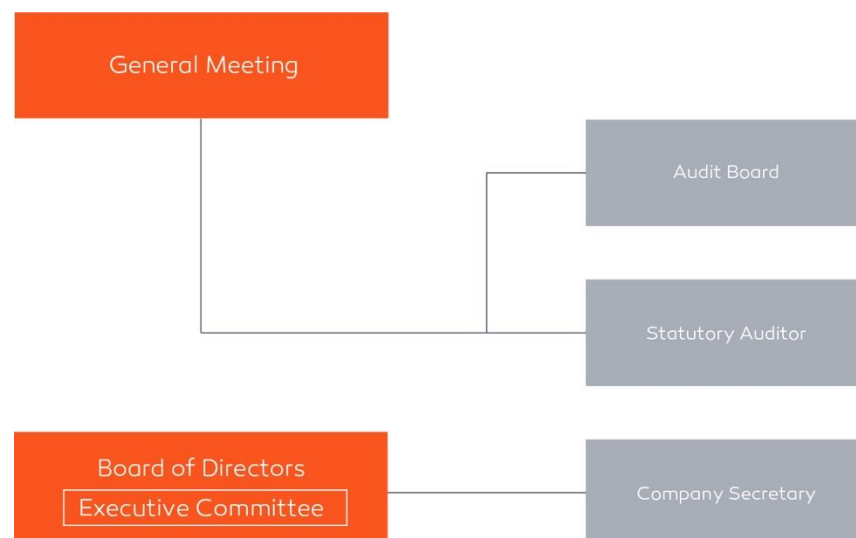 General Meeting
Audit Board
Statutory Auditor
Board of Directors
Executive Committee
Company Secretary